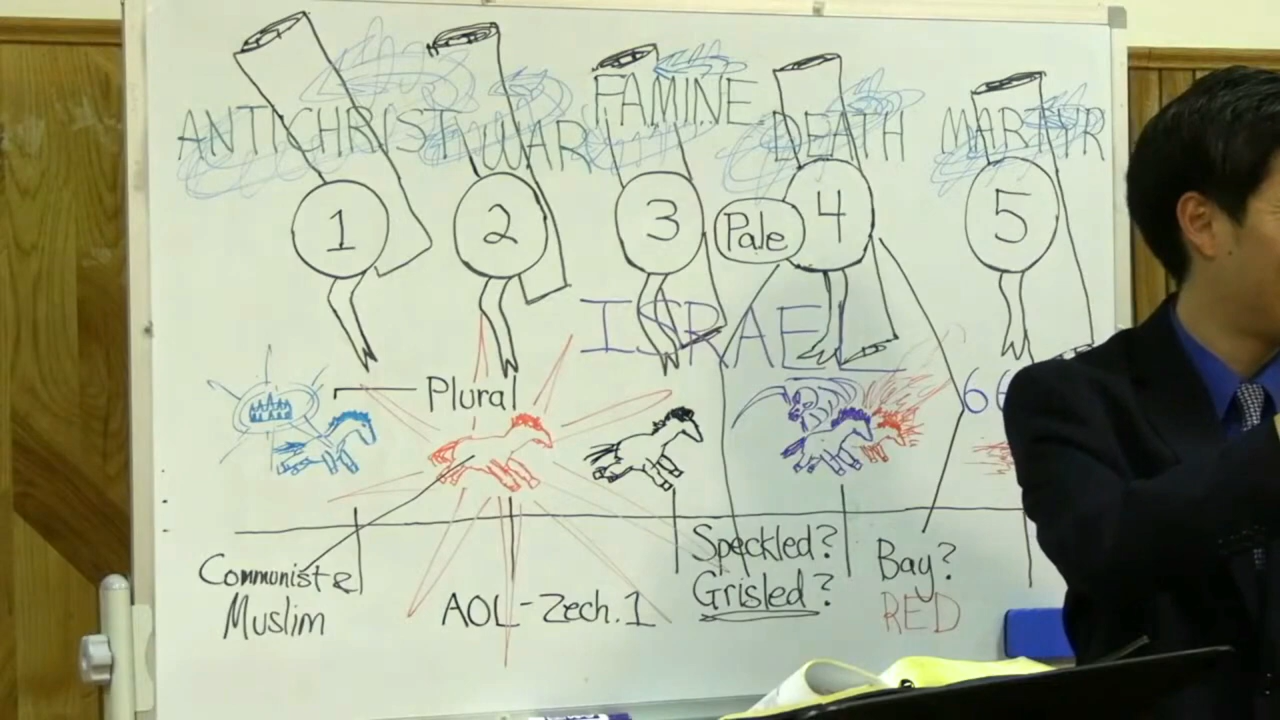 ANTICHRIST WAR FAMINE DEATH MARTYR
1 2 3 Pale 4 5
ISRAEL
Plural
Communist &
Muslim
AOL - Zech. 1
Speckled?
Grisled?
Bay?
RED